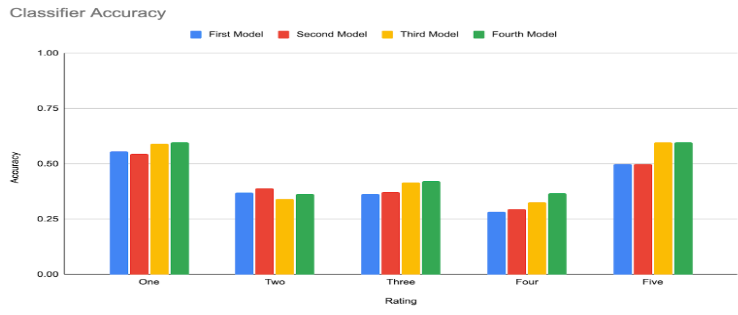 Classifier Accuracy
First Model Second Model Third Model Fourth Model
1.00
0.75
0.50
0.25
0.00
Accuracy
One Two Three Four Five
Rating